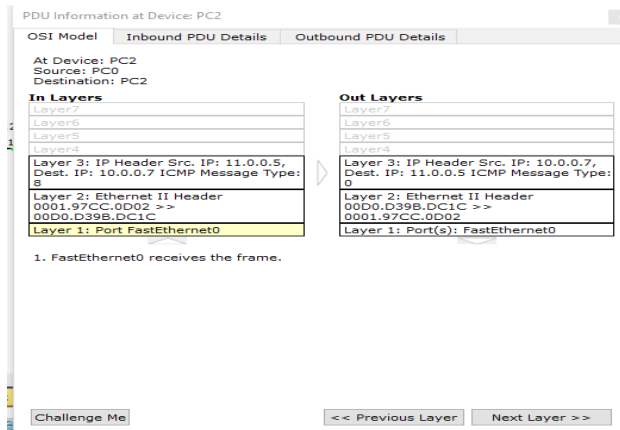 PDU Information at Device: PC2
OSI Model Inbound PDU Details Outbound PDU Details
At Device: PC2
Source: PC0
Destination: PC2
In Layers
Layer7
Layer6
Layer5
Layer4
Layer 3: IP Header Src. IP: 11.0.0.5,
Dest. IP: 10.0.0.7 ICMP Message Type:
8
Layer 2: Ethernet II Header
0001.97CC.0D02 >>
00D0.D39B.DC1C
Layer 1: Port FastEthernet0
Out Layers
Layer7
Layer6
Layer5
Layer4
Layer 3: IP Header Src. IP: 10.0.0.7,
Dest. IP: 11.0.0.5 ICMP Message Type:
0
Layer 2: Ethernet II Header
00D0.D39B.DC1C >>
0001.97CC.0D02
Layer 1: Port(s): FastEthernet0
1. FastEthernet0 receives the frame.
Challenge Me << Previous Layer Next Layer >>